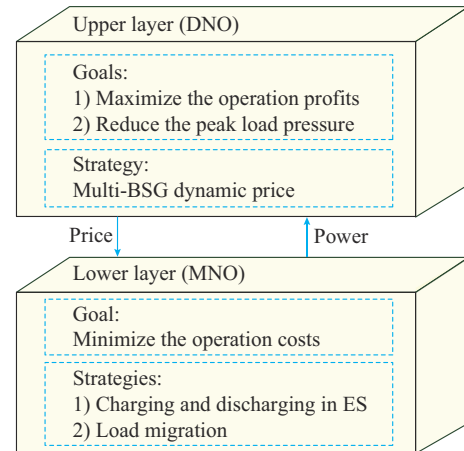 Upper layer (DNO)
Goals:
1) Maximize the operation profits
2) Reduce the peak load pressure
Strategy:
Multi-BSG dynamic price
Price
Power
Lower layer (MNO)
Goal:
Minimize the operation costs
Strategies:
1) Charging and discharging in ES
2) Load migration